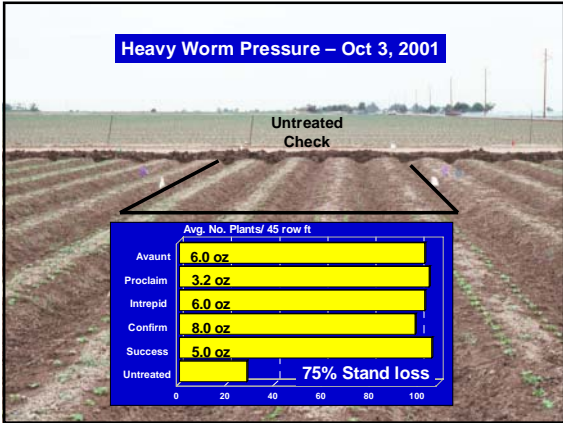 Heavy Worm Pressure – Oct 3, 2001
Untreated
Check
Avg. No. Plants/ 45 row ft
Avaunt 6.0 oz
Proclaim 3.2 oz
Intrepid 6.0 oz
Confirm 8.0 oz
Success 5.0 oz
Untreated 75% Stand loss
0 20 40 60 80 100